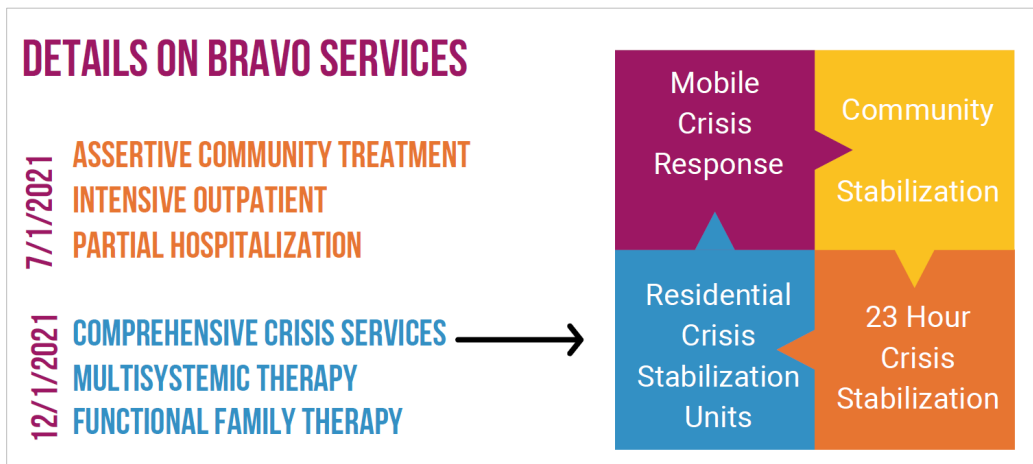 DETAILS ON BRAVO SERVICES
7/1/2021
ASSERTIVE COMMUNITY TREATMENT
INTENSIVE OUTPATIENT
PARTIAL HOSPITALIZATION
12/1/2021
COMPREHENSIVE CRISIS SERVICES
MULTISYSTEMIC THERAPY
FUNCTIONAL FAMILY THERAPY
Mobile
Crisis
Response
Community
Stabilization
Residential
Crisis
Stabilization
Units
23 Hour
Crisis
Stabilization